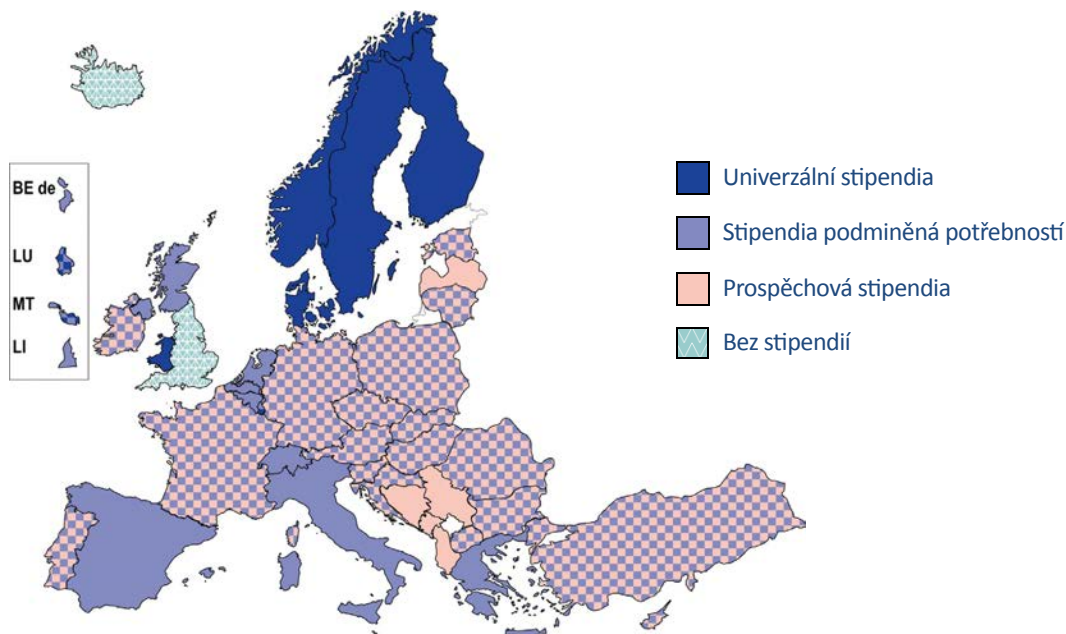 BE de
LU
MT
LI
Univerzální stipendia
Stipendia podmíněná potřebností
Prospěchová stipendia
Bez stipendií